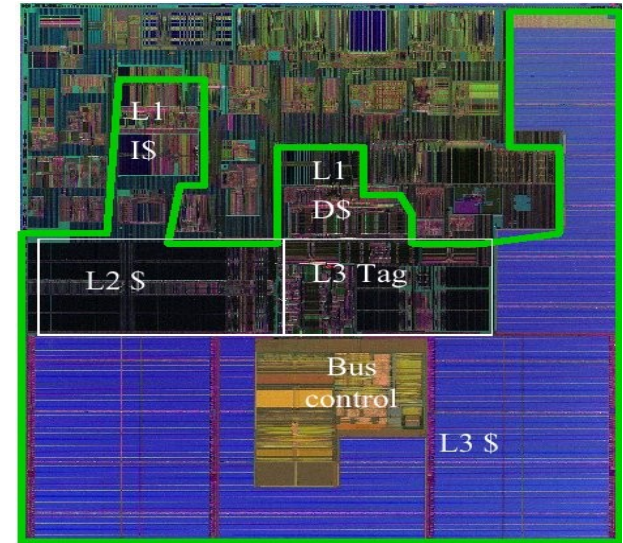 L1
I$
L1
D$
L2 $
L3 Tag
Bus
control
L3 $